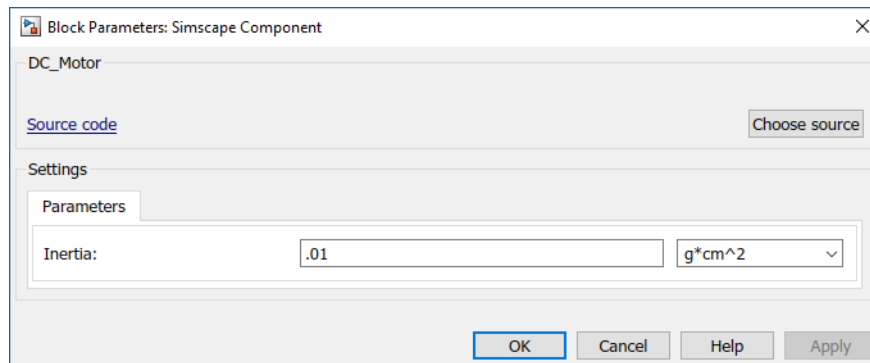 Block Parameters: Simscape Component
DC_Motor
Source code
Choose source
Settings
Parameters
Inertia: .01 g*cm^2
OK Cancel Help Apply